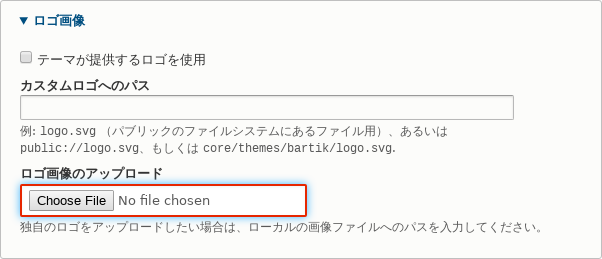 ▼ ロゴ画像
テーマが提供するロゴを使用
カスタムロゴへのパス
例: logo.svg （パブリックのファイルシステムにあるファイル用）、あるいは
public://logo.svg、もしくは core/themes/bartik/logo.svg.
ロゴ画像のアップロード
Choose File No file chosen
独自のロゴをアップロードしたい場合は、ローカルの画像ファイルへのパスを入力してください。